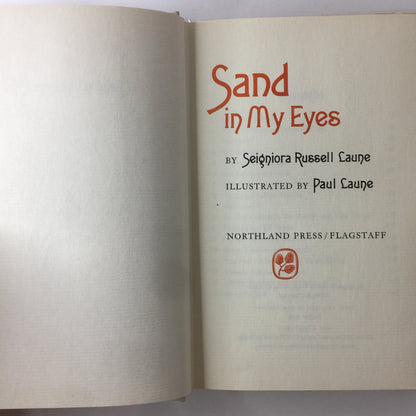 Sand
in My Eyes
BY Seigniora Russell Laune
ILLUSTRATED BY Paul Laune
NORTHLAND PRESS / FLAGSTAFF